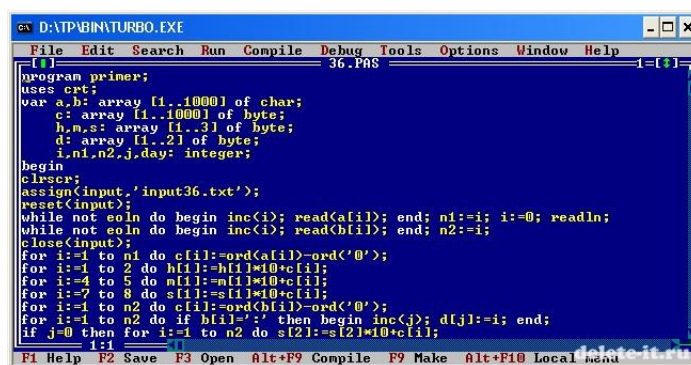 D:\TP\BIN\TURBO.EXE
File Edit Search Run Compile Debug Tools Options Window Help
36.PAS 1
program primer;
uses crt;
var a,b: array [1..1000] of char;
c: array [1..1000] of byte;
h,m,s: array [1..3] of byte;
d: array [1..2] of byte;
i,n1,n2,j,day: integer;
begin
clrscr;
assign(input,'input36.txt');
reset(input);
while not eoln do begin inc(i); read(a[i]); end; n1:=i; i:=0; readln;
while not eoln do begin inc(i); read(b[i]); end; n2:=i;
close(input);
for i:=1 to n1 do c[i]:=ord(a[i])-ord('0');
for i:=1 to 2 do h[1]:=h[1]*10+c[i];
for i:=4 to 5 do m[1]:=m[1]*10+c[i];
for i:=7 to 8 do s[1]:=s[1]*10+c[i];
for i:=1 to n2 do c[i]:=ord(b[i])-ord('0');
for i:=1 to n2 do if b[i]=':' then begin inc(j); d[j]:=i; end;
if j=0 then for i:=1 to n2 do s[2]:=s[2]*10+c[i];
1:1
F1 Help F2 Save F3 Open Alt+F9 Compile F9 Make Alt+F10 Local menu
delete-it.ru